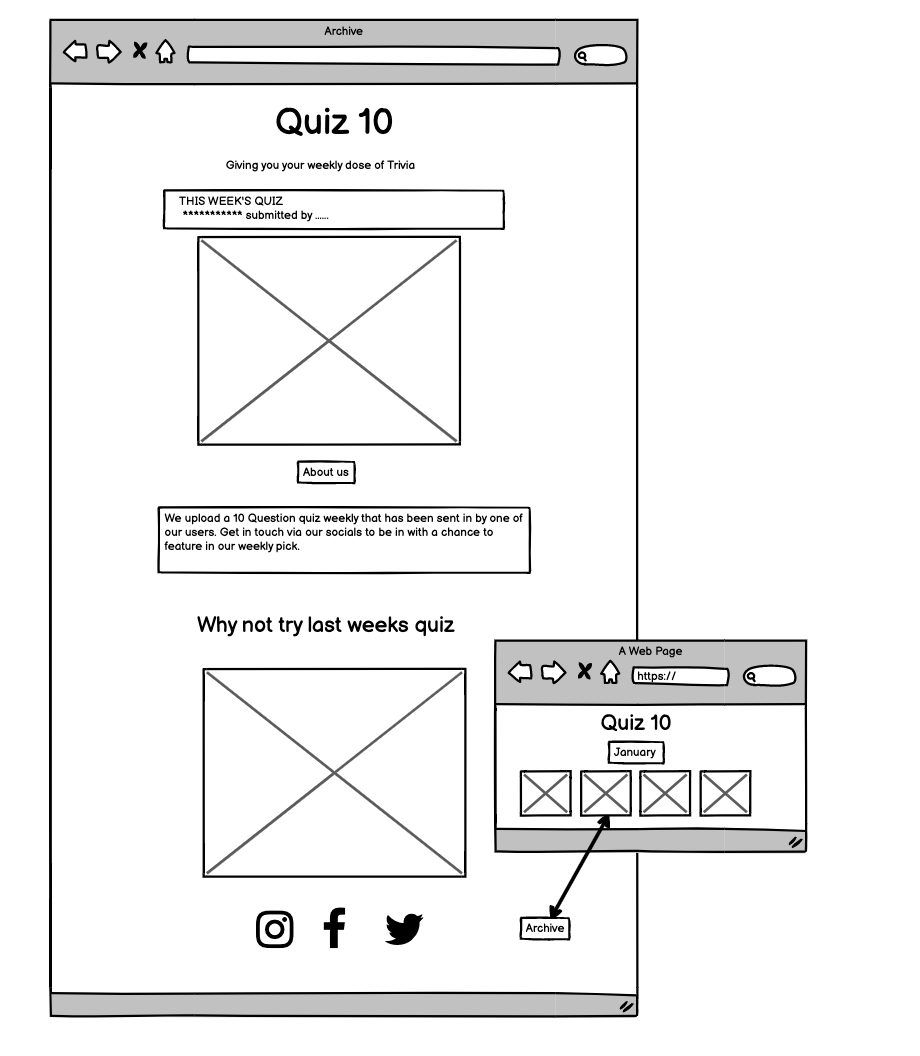 Archive
Quiz 10
Giving you your weekly dose of Trivia
THIS WEEK'S QUIZ
*********** submitted by ......
About us
We upload a 10 Question quiz weekly that has been sent in by one of
our users. Get in touch via our socials to be in with a chance to
feature in our weekly pick.
Why not try last weeks quiz
A Web Page
https://
Quiz 10
January
Archive